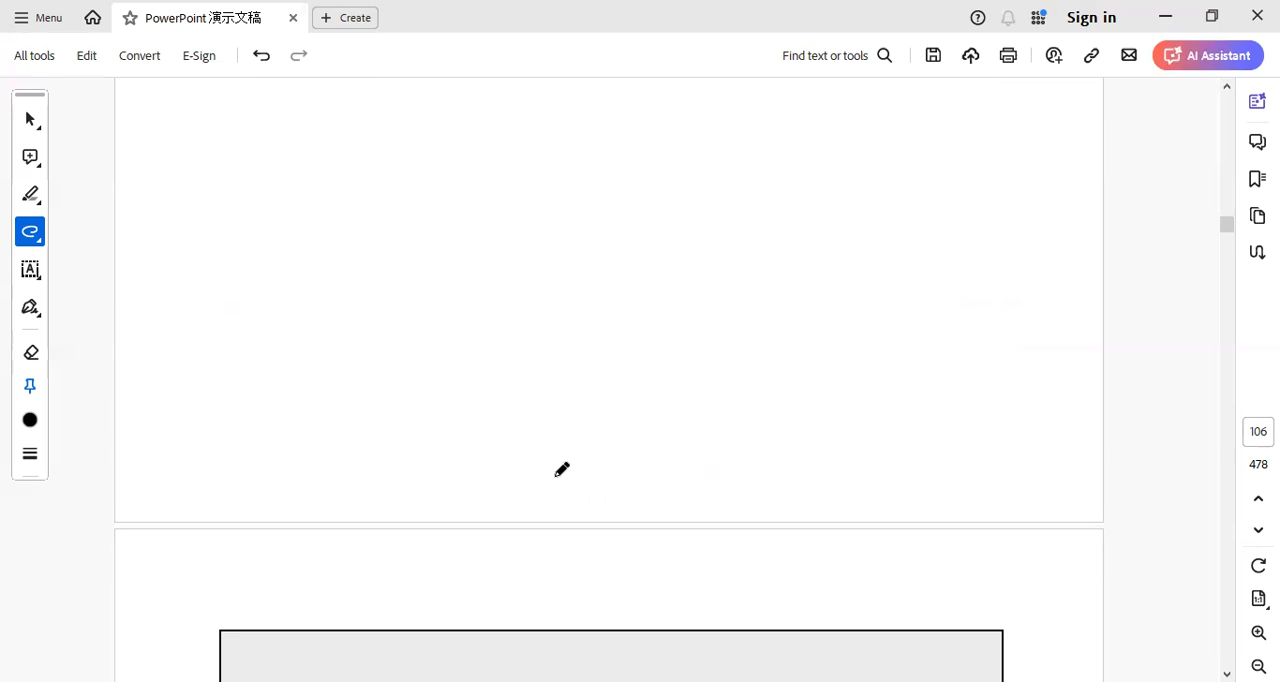 Menu
PowerPoint 演示文稿
Create
Sign in
All tools
Edit
Convert
E-Sign
Find text or tools
AI Assistant
106
478